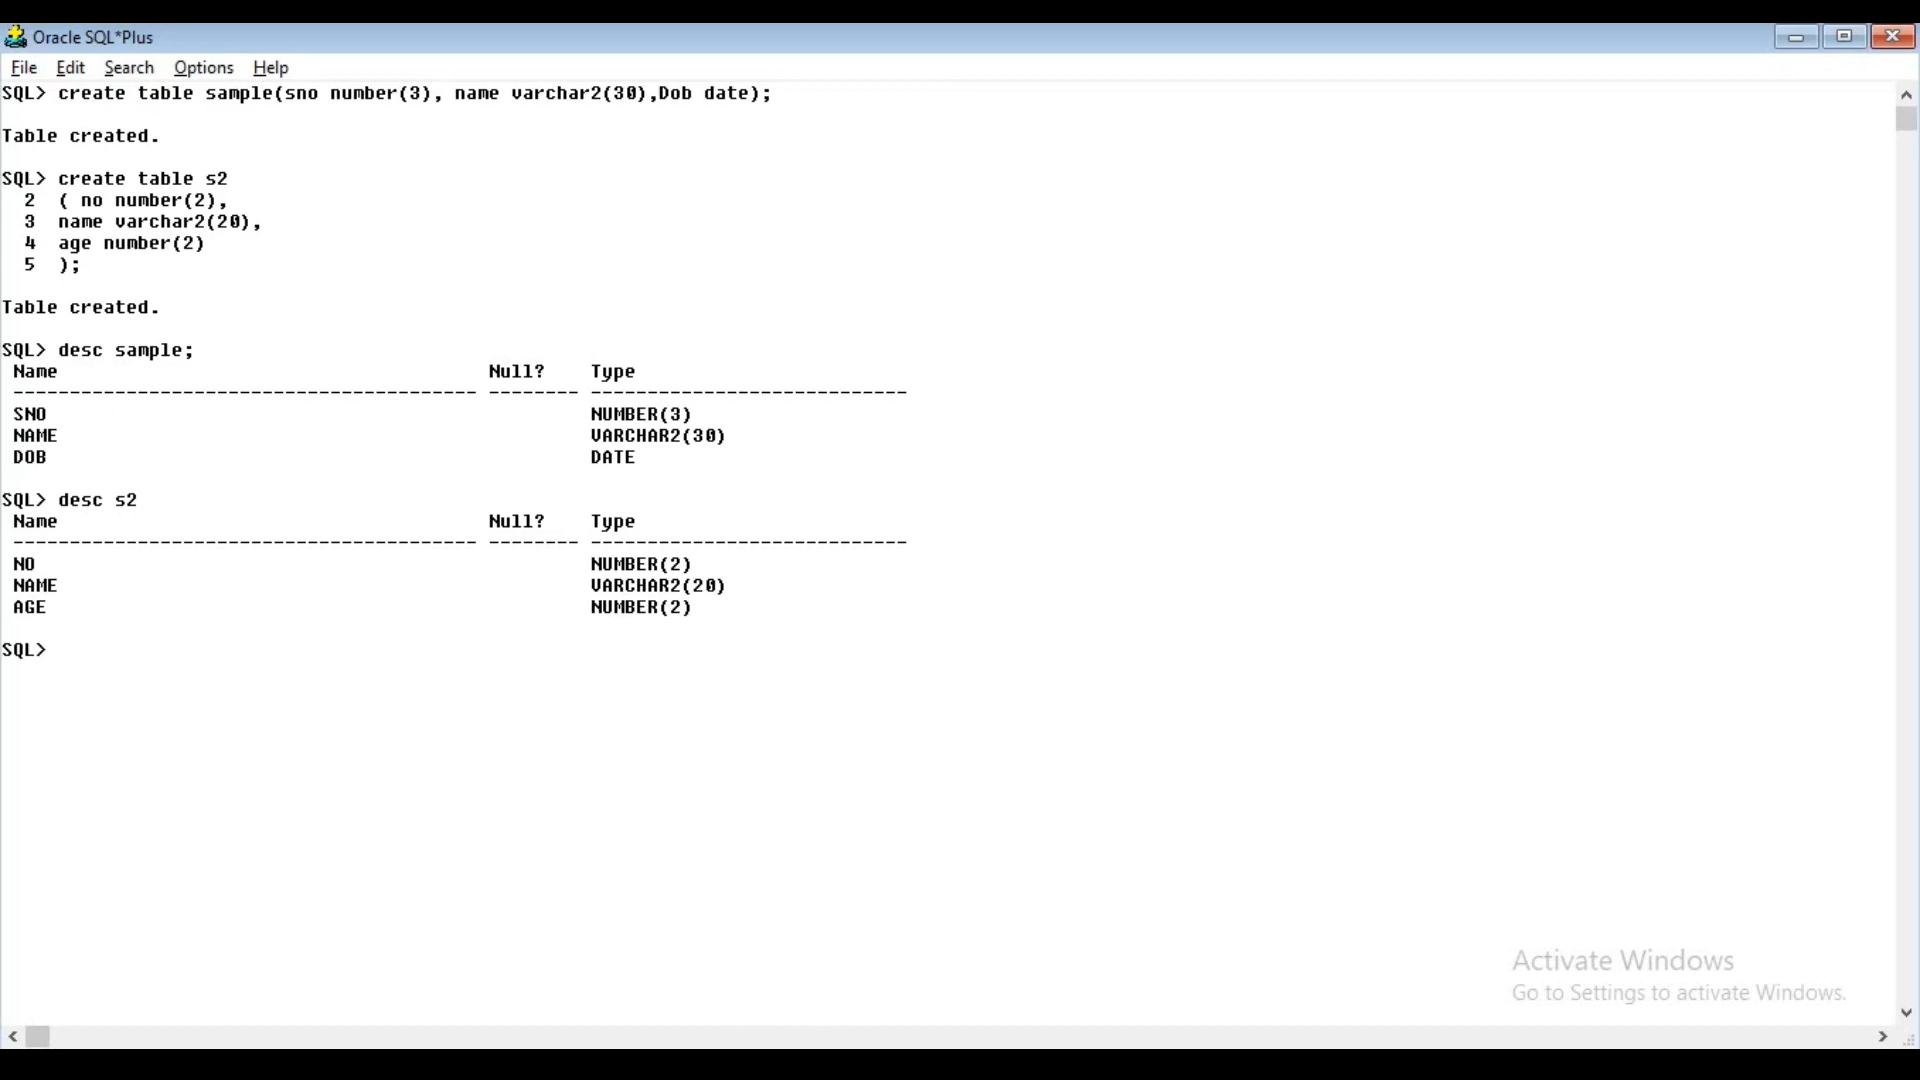 Oracle SQL*Plus
File Edit Search Options Help
SQL> create table sample(sno number(3), name varchar2(30),Dob date);
Table created.
SQL> create table s2
  2  ( no number(2),
  3  name varchar2(20),
  4  age number(2)
  5  );
Table created.
SQL> desc sample;
 Name                                      Null?    Type
 ----------------------------------------- -------- ----------------------------
 SNO                                                NUMBER(3)
 NAME                                               VARCHAR2(30)
 DOB                                                DATE
SQL> desc s2
 Name                                      Null?    Type
 ----------------------------------------- -------- ----------------------------
 NO                                                 NUMBER(2)
 NAME                                               VARCHAR2(20)
 AGE                                                NUMBER(2)
SQL>
Activate Windows
Go to Settings to activate Windows.